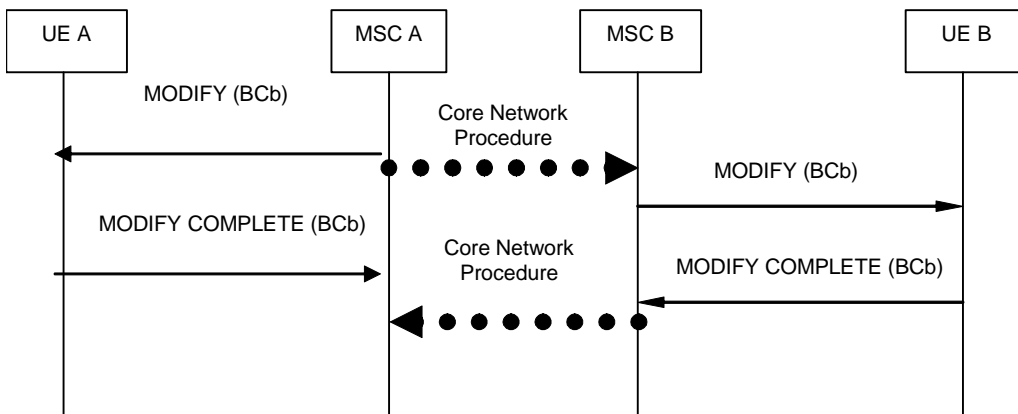 UE A
MSC A
MSC B
UE B
MODIFY (BCb)
Core Network
Procedure
MODIFY (BCb)
MODIFY COMPLETE (BCb)
Core Network
Procedure
MODIFY COMPLETE (BCb)